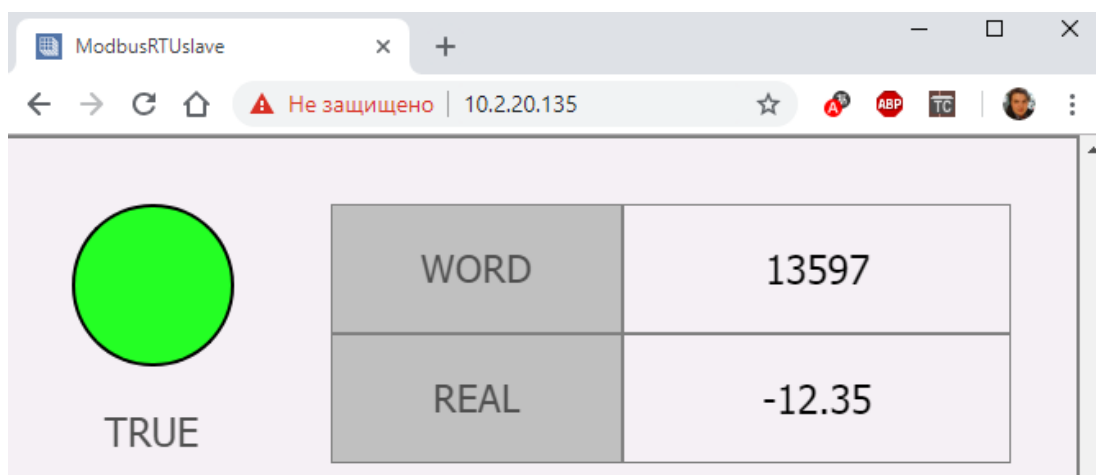 ModbusRTUslave
Не защищено 10.2.20.135
ABP TC
WORD 13597
REAL -12.35
TRUE